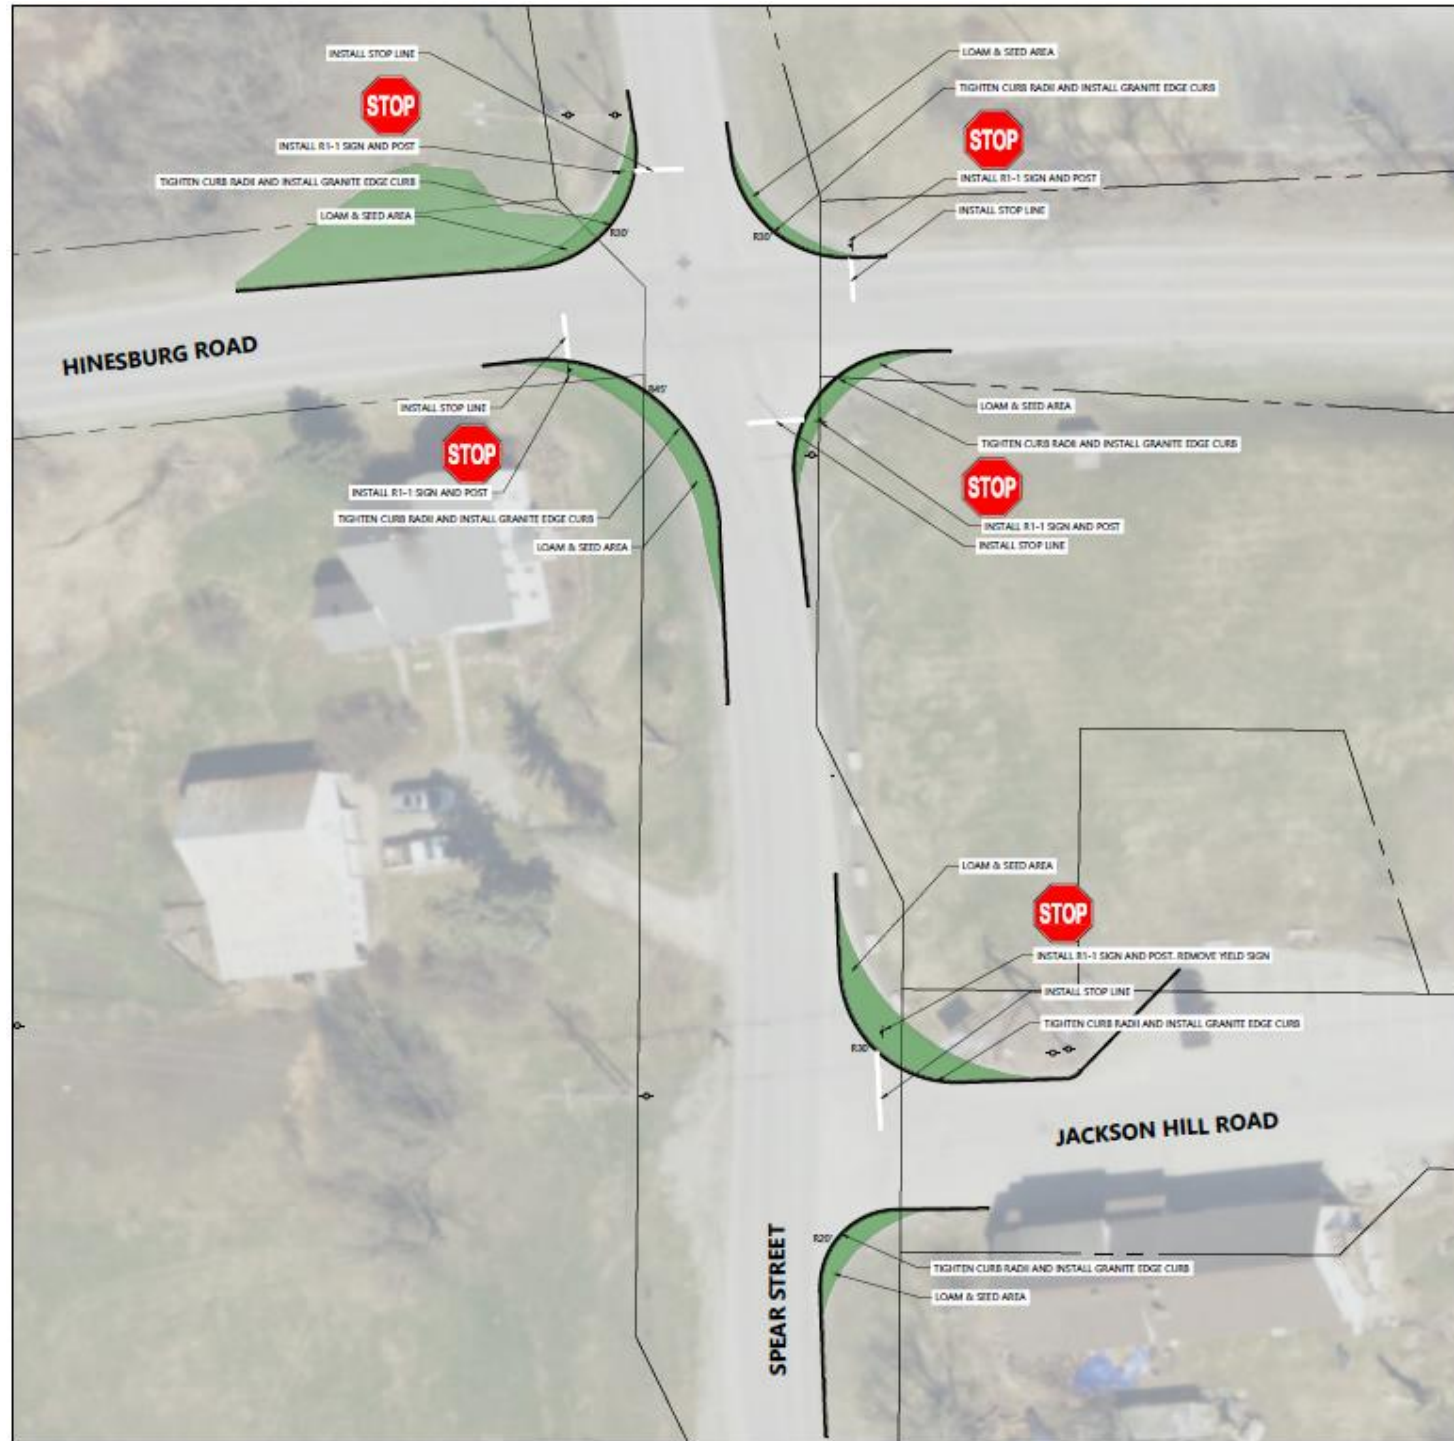 INSTALL STOP LINE
STOP
INSTALL R1-1 SIGN AND POST
TIGHTEN CURB RADII AND INSTALL GRANITE EDGE CURB
LOAM & SEED AREA
R30'
LOAM & SEED AREA
TIGHTEN CURB RADII AND INSTALL GRANITE EDGE CURB
STOP
INSTALL R1-1 SIGN AND POST
INSTALL STOP LINE
R30'
HINESBURG ROAD
R45'
INSTALL STOP LINE
STOP
INSTALL R1-1 SIGN AND POST
TIGHTEN CURB RADII AND INSTALL GRANITE EDGE CURB
LOAM & SEED AREA
LOAM & SEED AREA
TIGHTEN CURB RADII AND INSTALL GRANITE EDGE CURB
STOP
INSTALL R1-1 SIGN AND POST
INSTALL STOP LINE
LOAM & SEED AREA
STOP
INSTALL R1-1 SIGN AND POST. REMOVE YIELD SIGN
INSTALL STOP LINE
TIGHTEN CURB RADII AND INSTALL GRANITE EDGE CURB
R30'
JACKSON HILL ROAD
SPEAR STREET
R20'
TIGHTEN CURB RADII AND INSTALL GRANITE EDGE CURB
LOAM & SEED AREA